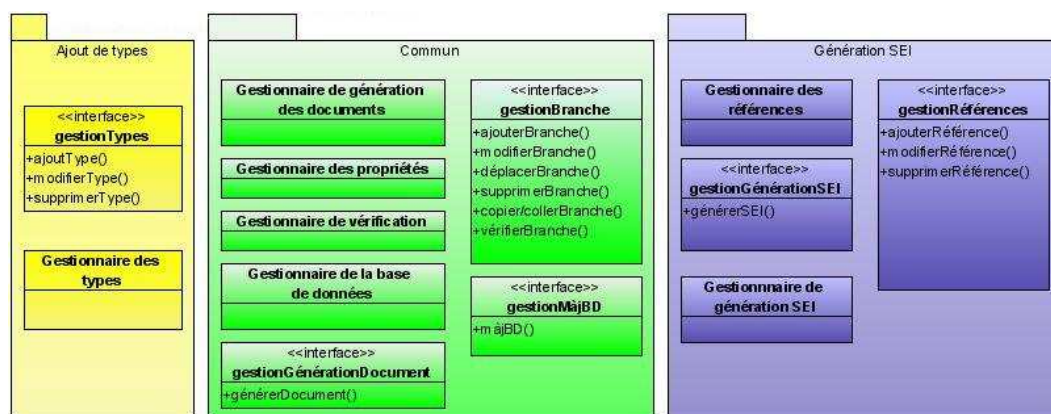 Ajout de types
<<interface>>
gestionTypes
+ajoutType()
+modifierType()
+supprimerType()
Gestionnaire des
types
Commun
Gestionnaire de génération
des documents
Gestionnaire des propriétés
Gestionnaire de vérification
Gestionnaire de la base
de données
<<interface>>
gestionGénérationDocument
+générerDocument()
<<interface>>
gestionBranche
+ajouterBranche()
+modifierBranche()
+déplacerBranche()
+supprimerBranche()
+copier/collerBranche()
+vérifierBranche()
<<interface>>
gestionMàjBD
+màjBD()
Génération SEI
Gestionnaire des
références
<<interface>>
gestionGénérationSEI
+générerSEI()
Gestionnnaire de
génération SEI
<<interface>>
gestionRéférences
+ajouterRéférence()
+modifierRéférence()
+supprimerRéférence()